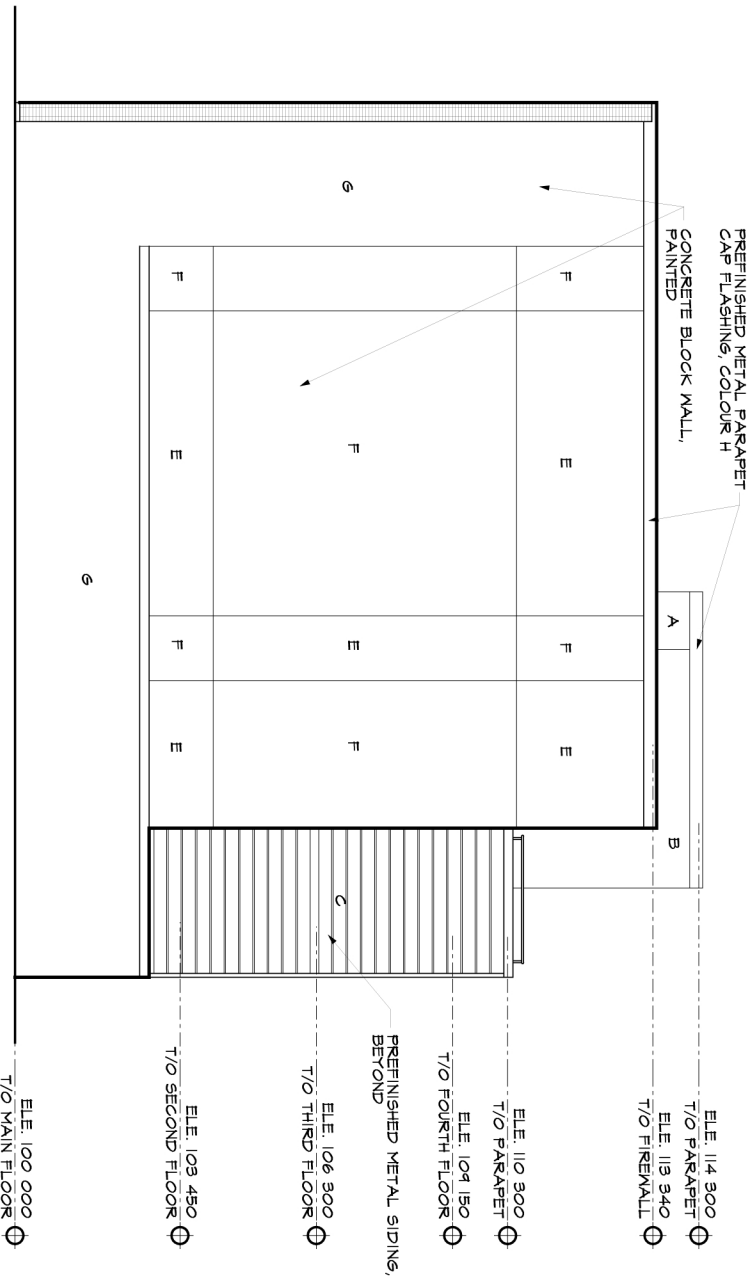 PREFINISHED METAL PARAPET
CAP FLASHING, COLOUR H
CONCRETE BLOCK WALL,
PAINTED
A
B
ELE. 114 300
T/O PARAPET
ELE. 113 340
T/O FIREWALL
F
E
F
E
ELE. 110 300
T/O PARAPET
ELE. 109 150
T/O FOURTH FLOOR
PREFINISHED METAL SIDING,
BEYOND
G
F
E
F
C
ELE. 106 300
T/O THIRD FLOOR
F
E
F
E
ELE. 103 450
T/O SECOND FLOOR
G
ELE. 100 000
T/O MAIN FLOOR